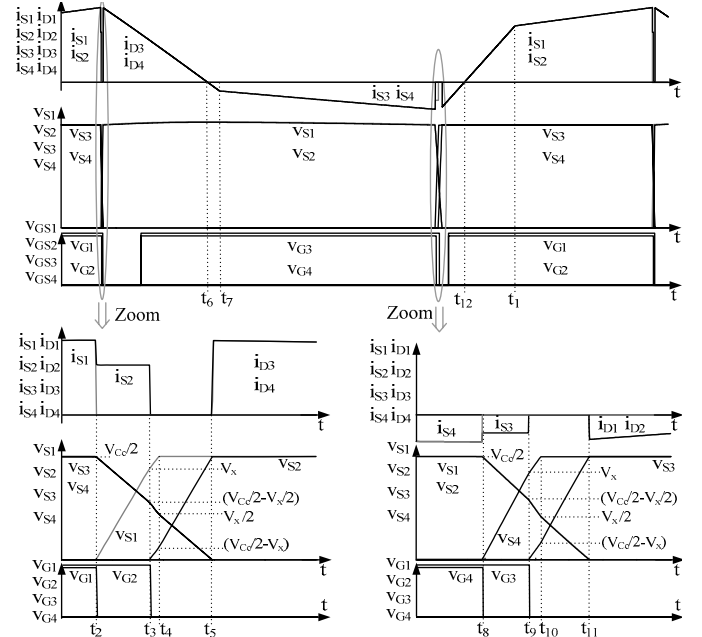 iS1 iD1
iS2 iD2
iS3 iD3
iS4 iD4
iS1
iS2
iD3
iD4
iS3 iS4
iS1
iS2
t
vS1
vS2
vS3
vS4
vS3
vS4
vS1
vS2
vS3
vS4
t
vGS1
vGS2
vGS3
vGS4
vG1
vG2
vG3
vG4
vG1
vG2
t6 t7 t12 t1 t
Zoom
Zoom
iS1 iD1
iS2 iD2
iS3 iD3
iS4 iD4
iS1
iS2
iD3
iD4
t
vS1
vS2
vS3
vS4
VCc/2
vS3
vS4
vS1
vS2
Vx
(VCc/2-Vx/2)
Vx/2
(VCc/2-Vx)
t
vG1
vG2
vG3
vG4
vG1 vG2
t
t2 t3 t4 t5
iS1 iD1
iS2 iD2
iS3 iD3
iS4 iD4
iS4
iS3
iD1 iD2
t
vS1
vS2
vS3
vS4
VCc/2
vS1
vS2
vS4
vS3
Vx
(VCc/2-Vx/2)
Vx/2
(VCc/2-Vx)
t
vG1
vG2
vG3
vG4
vG4 vG3
t
t8 t9 t10 t11